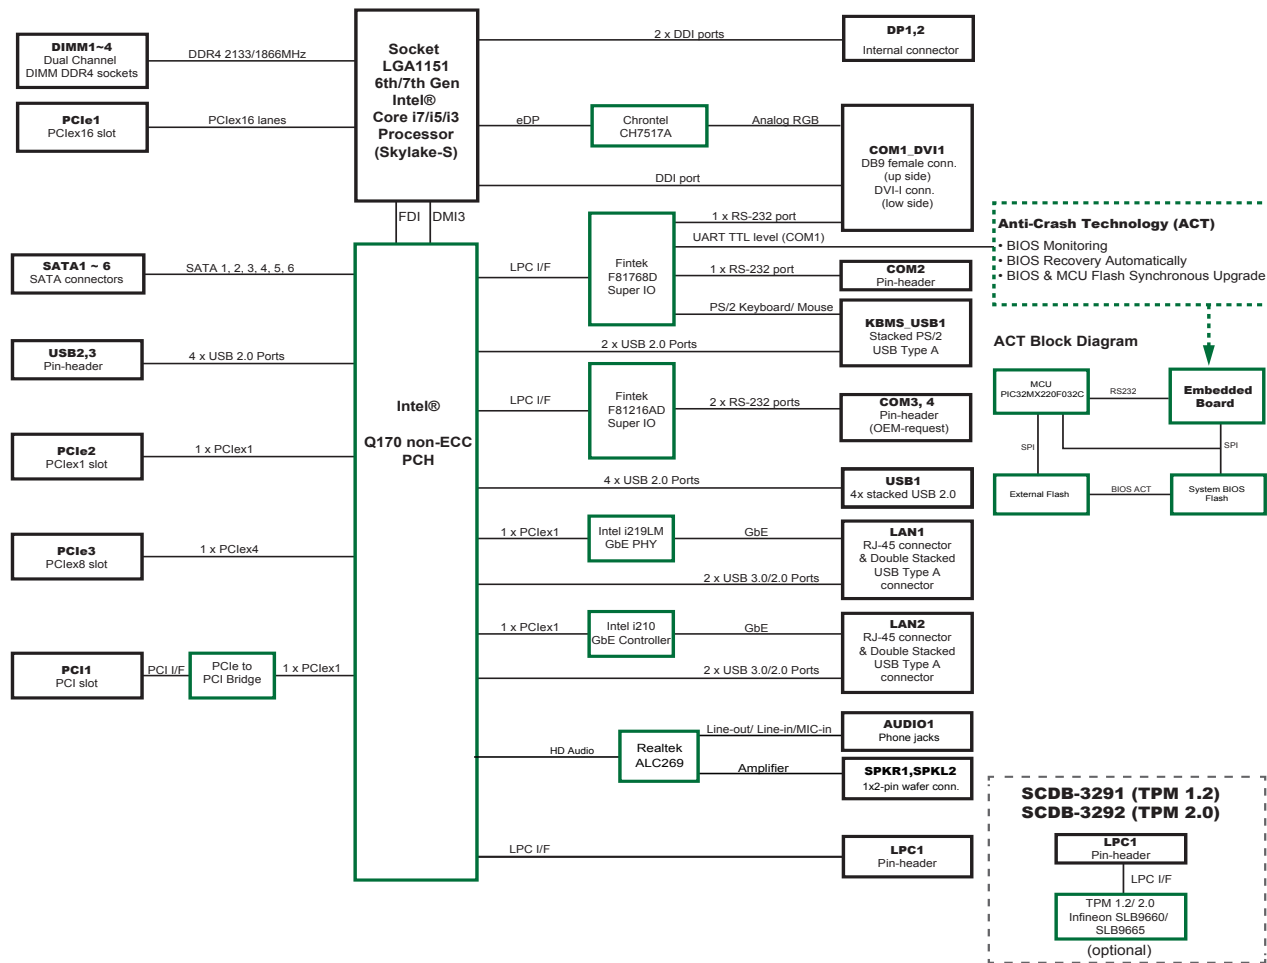 DIMM1~4
Dual Channel
DIMM DDR4 sockets
DDR4 2133/1866MHz
PCIe1
PCIex16 slot
PCIex16 lanes
Socket
LGA1151
6th/7th Gen
Intel®
Core i7/i5/i3
Processor
(Skylake-S)
2 x DDI ports
DP1,2
Internal connector
eDP
Chrontel
CH7517A
Analog RGB
DDI port
COM1_DVI1
DB9 female conn.
(up side)
DVI-I conn.
(low side)
FDI
DMI3
1 x RS-232 port
UART TTL level (COM1)
SATA1 ~ 6
SATA connectors
SATA 1, 2, 3, 4, 5, 6
LPC I/F
Fintek
F81768D
Super IO
1 x RS-232 port
COM2
Pin-header
PS/2 Keyboard/ Mouse
KBMS_USB1
Stacked PS/2
USB Type A
2 x USB 2.0 Ports
USB2,3
Pin-header
4 x USB 2.0 Ports
Intel®
Q170 non-ECC
PCH
LPC I/F
Fintek
F81216AD
Super IO
2 x RS-232 ports
COM3, 4
Pin-header
(OEM-request)
PCIe2
PCIex1 slot
1 x PCIex1
4 x USB 2.0 Ports
USB1
4x stacked USB 2.0
PCIe3
PCIex8 slot
1 x PCIex4
1 x PCIex1
Intel i219LM
GbE PHY
GbE
LAN1
RJ-45 connector
& Double Stacked
USB Type A
connector
2 x USB 3.0/2.0 Ports
1 x PCIex1
Intel i210
GbE Controller
GbE
LAN2
RJ-45 connector
& Double Stacked
USB Type A
connector
2 x USB 3.0/2.0 Ports
PCI1
PCI slot
PCI I/F
PCIe to
PCI Bridge
1 x PCIex1
HD Audio
Realtek
ALC269
Line-out/ Line-in/MIC-in
AUDIO1
Phone jacks
Amplifier
SPKR1,SPKL2
1x2-pin wafer conn.
LPC I/F
LPC1
Pin-header
Anti-Crash Technology (ACT)
• BIOS Monitoring
• BIOS Recovery Automatically
• BIOS & MCU Flash Synchronous Upgrade
ACT Block Diagram
MCU
PIC32MX220F032C
RS232
Embedded
Board
SPI
SPI
External Flash
BIOS ACT
System BIOS
Flash
SCDB-3291 (TPM 1.2)
SCDB-3292 (TPM 2.0)
LPC1
Pin-header
LPC I/F
TPM 1.2/ 2.0
Infineon SLB9660/
SLB9665
(optional)